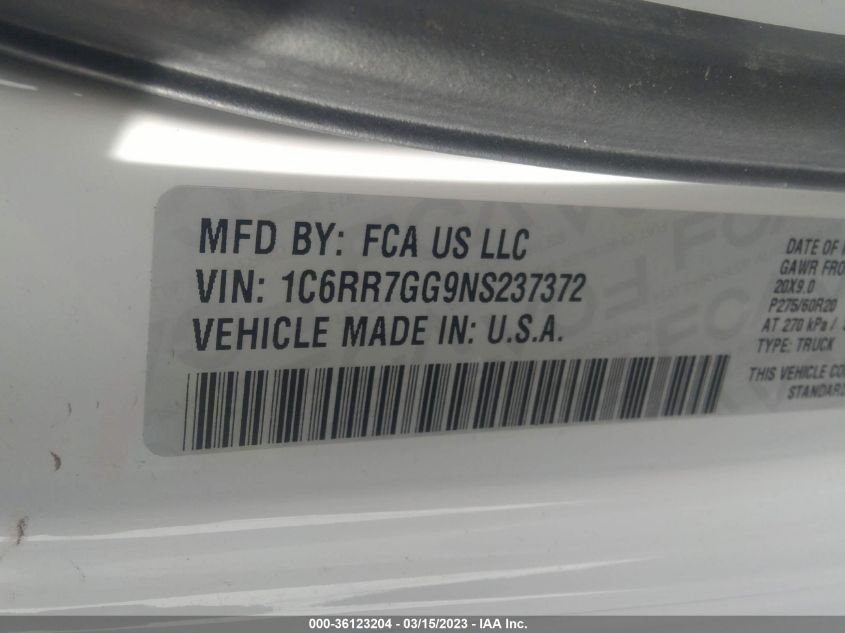 MFD BY: FCA US LLC
VIN: 1C6RR7GG9NS237372
VEHICLE MADE IN: U.S.A.
DATE OF
GAWR FRO
20X9.0
P275/60R20
AT 270 kPa /
TYPE: TRUCK
THIS VEHICLE CO
STANDARD
000-36123204 - 03/15/2023 - IAA Inc.